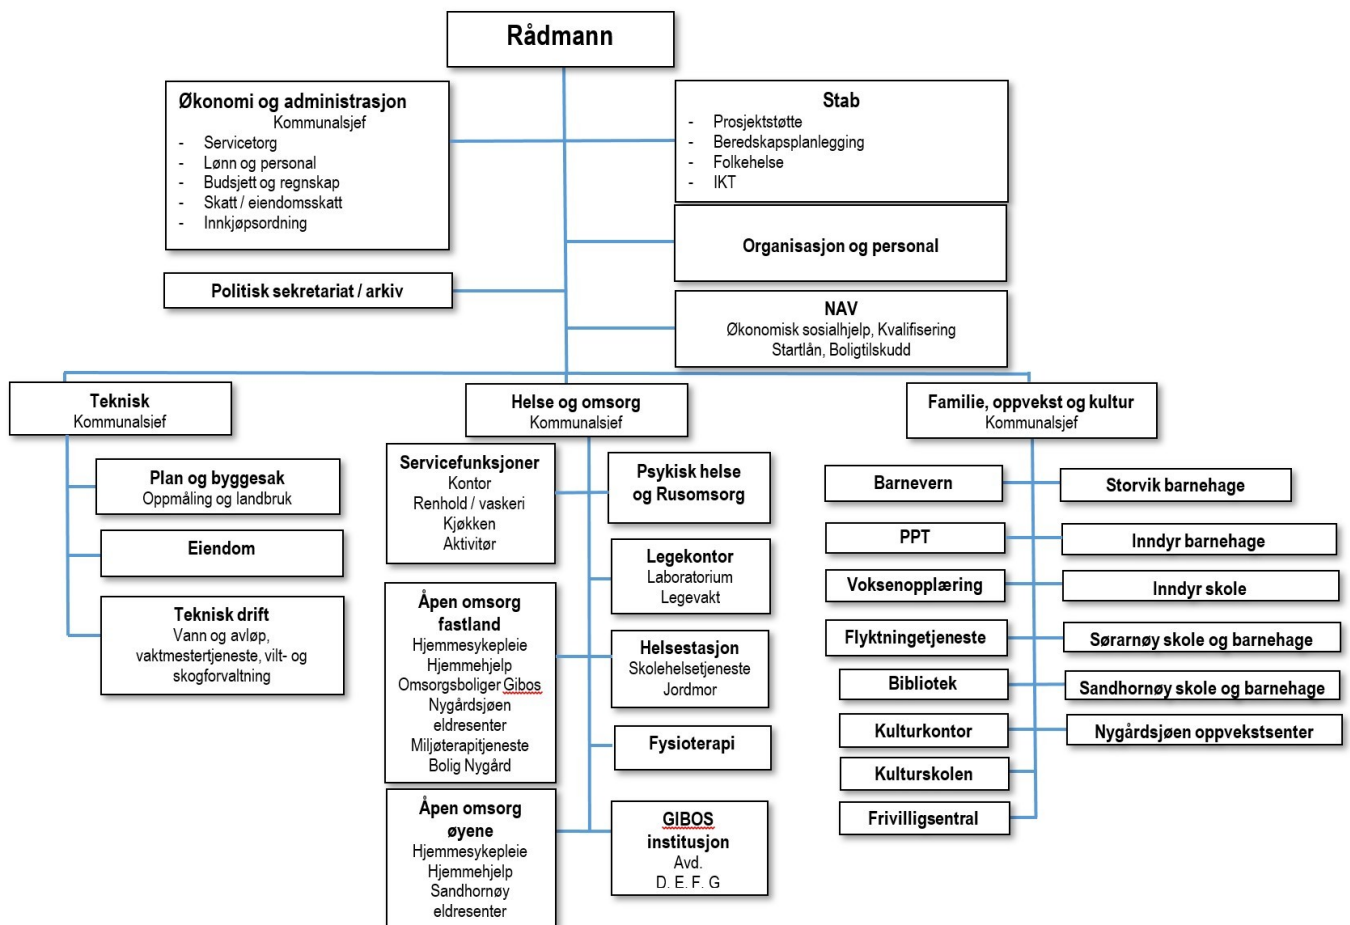 Rådmann
Økonomi og administrasjon
Kommunalsjef
- Servicetorg
- Lønn og personal
- Budsjett og regnskap
- Skatt / eiendomsskatt
- Innkjøpsordning
Stab
- Prosjektstøtte
- Beredskapsplanlegging
- Folkehelse
- IKT
Organisasjon og personal
Politisk sekretariat / arkiv
NAV
Økonomisk sosialhjelp, Kvalifisering
Startlån, Boligtilskudd
Teknisk
Kommunalsjef
Plan og byggesak
Oppmåling og landbruk
Eiendom
Teknisk drift
Vann og avløp,
vaktmestertjeneste, vilt- og
skogforvaltning
Helse og omsorg
Kommunalsjef
Servicefunksjoner
Kontor
Renhold / vaskeri
Kjøkken
Aktivitør
Psykisk helse
og Rusomsorg
Legekontor
Laboratorium
Legevakt
Åpen omsorg
fastland
Hjemmesykepleie
Hjemmehjelp
Omsorgsboliger Gibos
Nygårdsjøen
eldresenter
Miljøterapitjeneste
Bolig Nygård
Helsestasjon
Skolehelsetjeneste
Jordmor
Fysioterapi
Åpen omsorg
øyene
Hjemmesykepleie
Hjemmehjelp
Sandhornøy
eldresenter
GIBOS
institusjon
Avd.
D, E, F, G
Familie, oppvekst og kultur
Kommunalsjef
Barnevern
Storvik barnehage
PPT
Inndyr barnehage
Voksenopplæring
Inndyr skole
Flyktningetjeneste
Sørarnøy skole og barnehage
Bibliotek
Sandhornøy skole og barnehage
Kulturkontor
Nygårdsjøen oppvekstsenter
Kulturskolen
Frivilligsentral